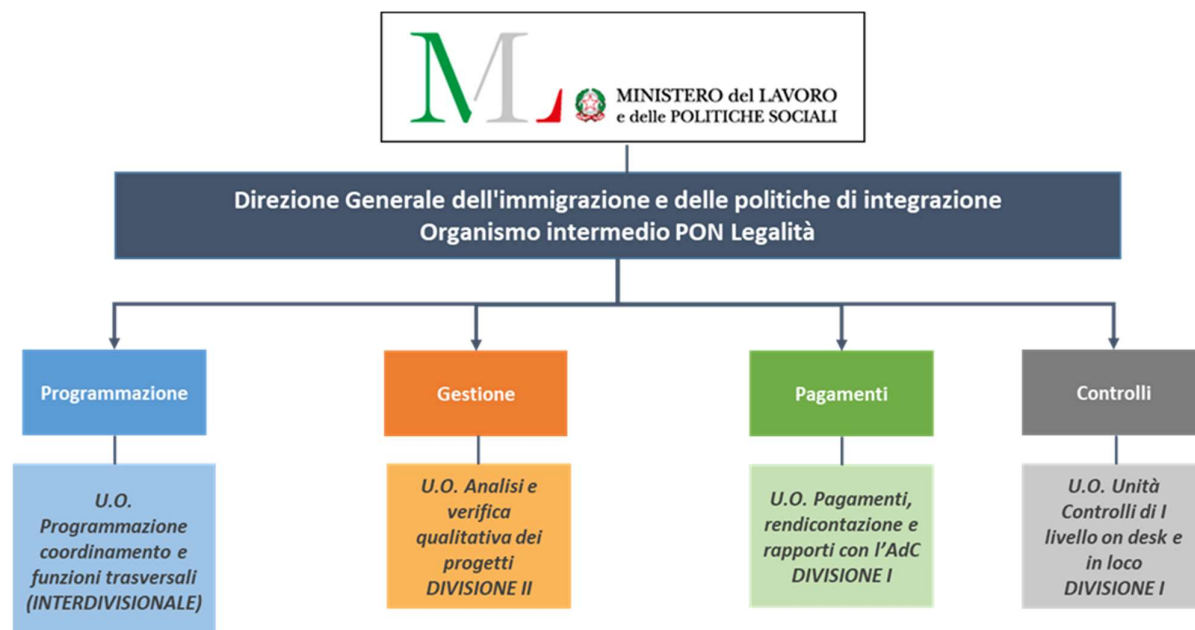 ML
MINISTERO del LAVORO
e delle POLITICHE SOCIALI
Direzione Generale dell'immigrazione e delle politiche di integrazione
Organismo intermedio PON Legalità
Programmazione
Gestione
Pagamenti
Controlli
U.O.
Programmazione
coordinamento e
funzioni trasversali
(INTERDIVISIONALE)
U.O. Analisi e
verifica
qualitativa dei
progetti
DIVISIONE II
U.O. Pagamenti,
rendicontazione e
rapporti con l’AdC
DIVISIONE I
U.O. Unità
Controlli di I
livello on desk e
in loco
DIVISIONE I